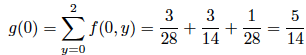 g(0) = \sum_{y=0}^{2} f(0, y) = \frac{3}{28} + \frac{3}{14} + \frac{1}{28} = \frac{5}{14}